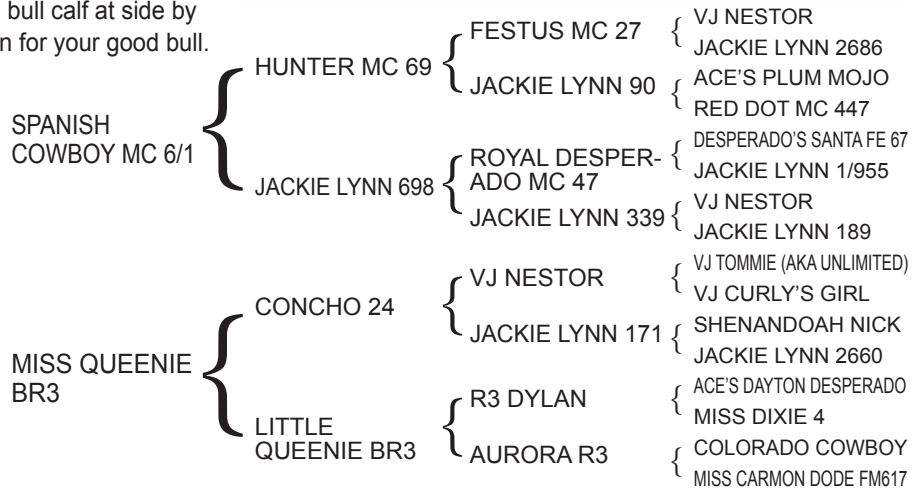 bull calf at side by
for your good bull.
SPANISH
COWBOY MC 6/1
HUNTER MC 69
FESTUS MC 27
VJ NESTOR
JACKIE LYNN 2686
JACKIE LYNN 90
ACE'S PLUM MOJO
RED DOT MC 447
JACKIE LYNN 698
ROYAL DESPER-
ADO MC 47
DESPERADO'S SANTA FE 67
JACKIE LYNN 1/955
JACKIE LYNN 339
VJ NESTOR
JACKIE LYNN 189
MISS QUEENIE
BR3
CONCHO 24
VJ NESTOR
VJ TOMMIE (AKA UNLIMITED)
VJ CURLY'S GIRL
JACKIE LYNN 171
SHENANDOAH NICK
JACKIE LYNN 2660
LITTLE
QUEENIE BR3
R3 DYLAN
ACE'S DAYTON DESPERADO
MISS DIXIE 4
AURORA R3
COLORADO COWBOY
MISS CARMON DODE FM617